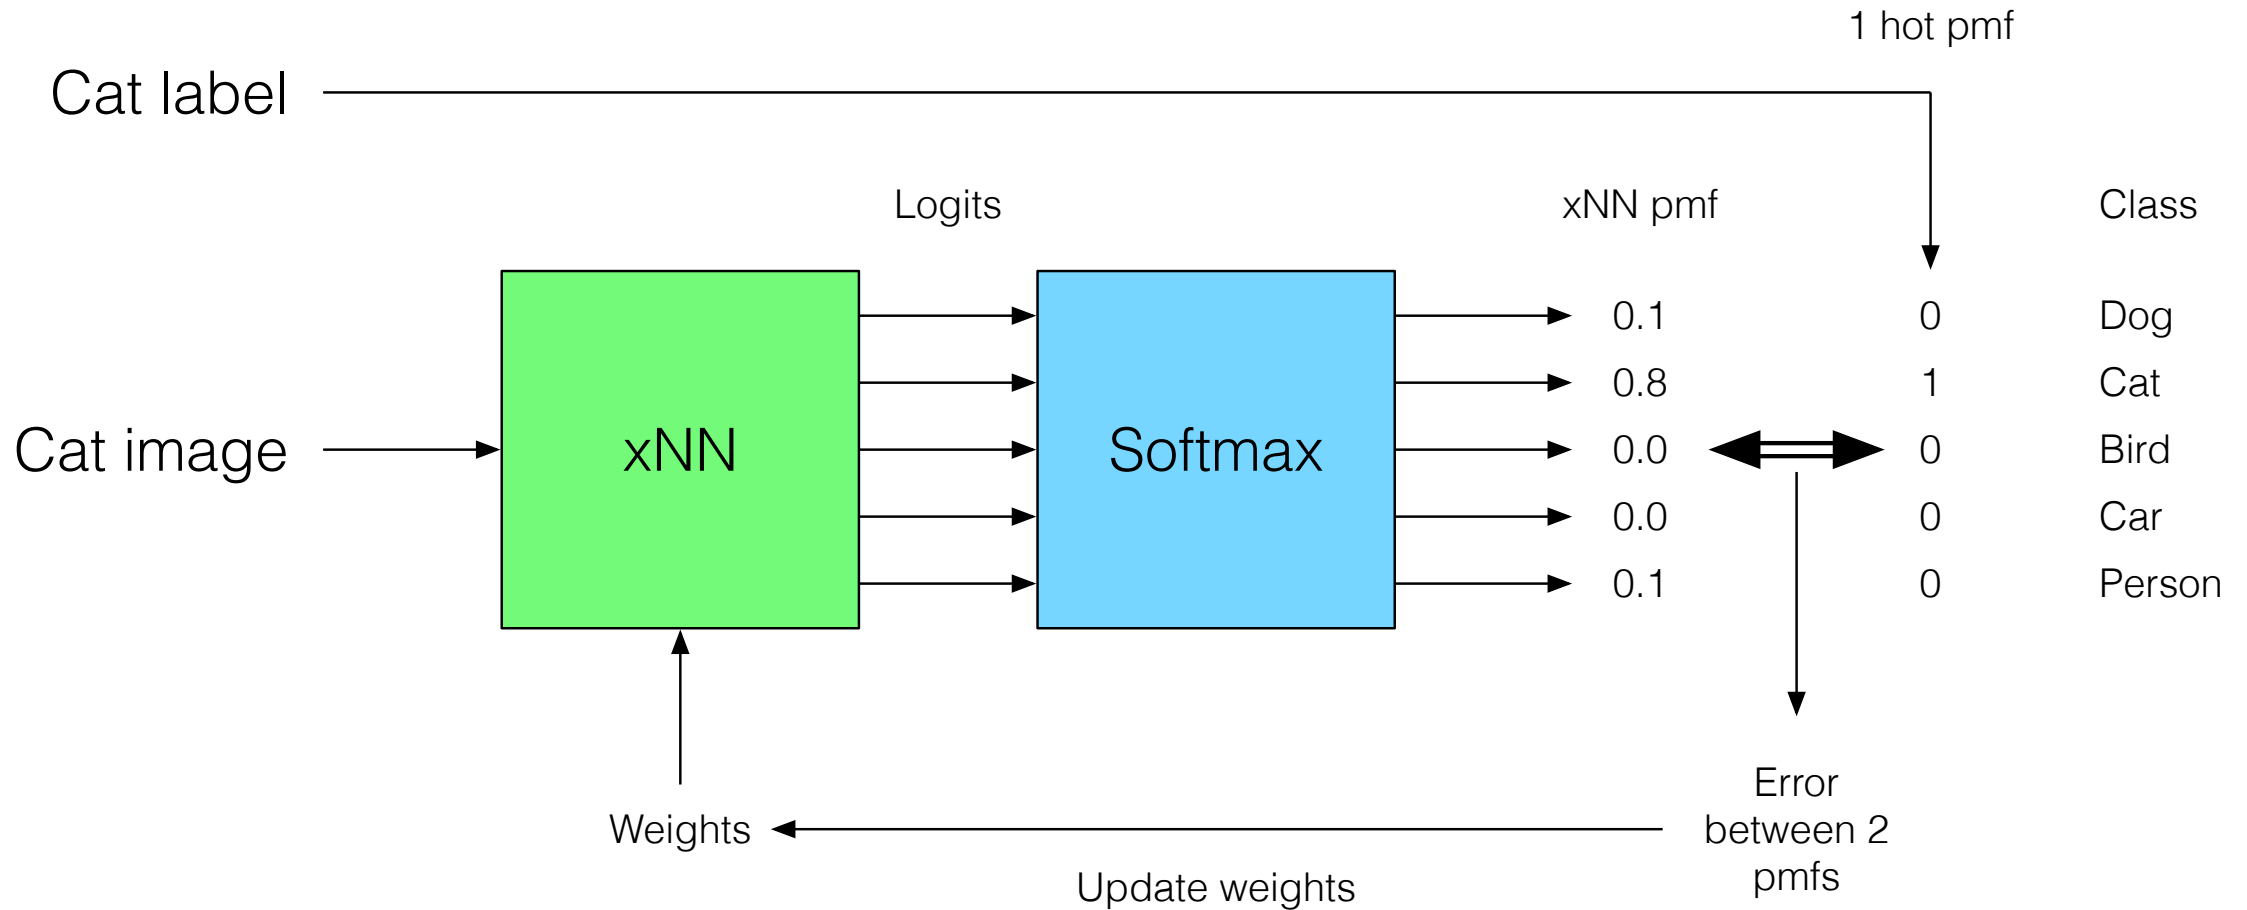 1 hot pmf
Cat label
Logits
xNN pmf
Class
0.1 0 Dog
0.8 1 Cat
Cat image
xNN
Softmax
0.0 0 Bird
0.0 0 Car
0.1 0 Person
Error
between 2
pmfs
Weights
Update weights